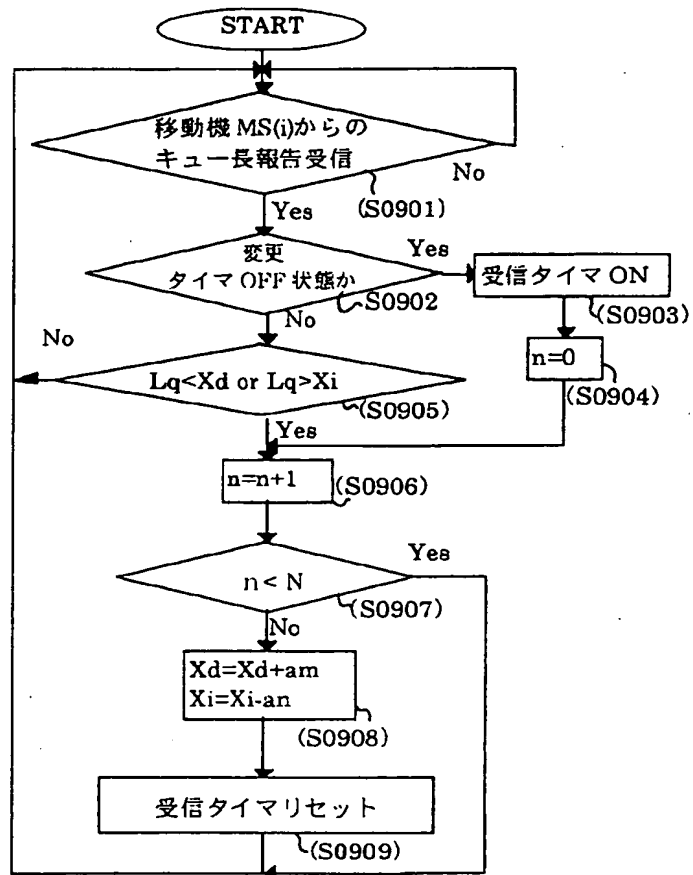 START
移動機 MS(i)からの
キュー長報告受信
No
(S0901)
Yes
変更
タイマ OFF 状態か
Yes
S0902
受信タイマ ON
(S0903)
No
n=0
(S0904)
No
Lq<Xd or Lq>Xi
(S0905)
Yes
n=n+1
(S0906)
Yes
n< N
(S0907)
No
Xd=Xd+am
Xi=Xi-an
(S0908)
受信タイマリセット
(S0909)